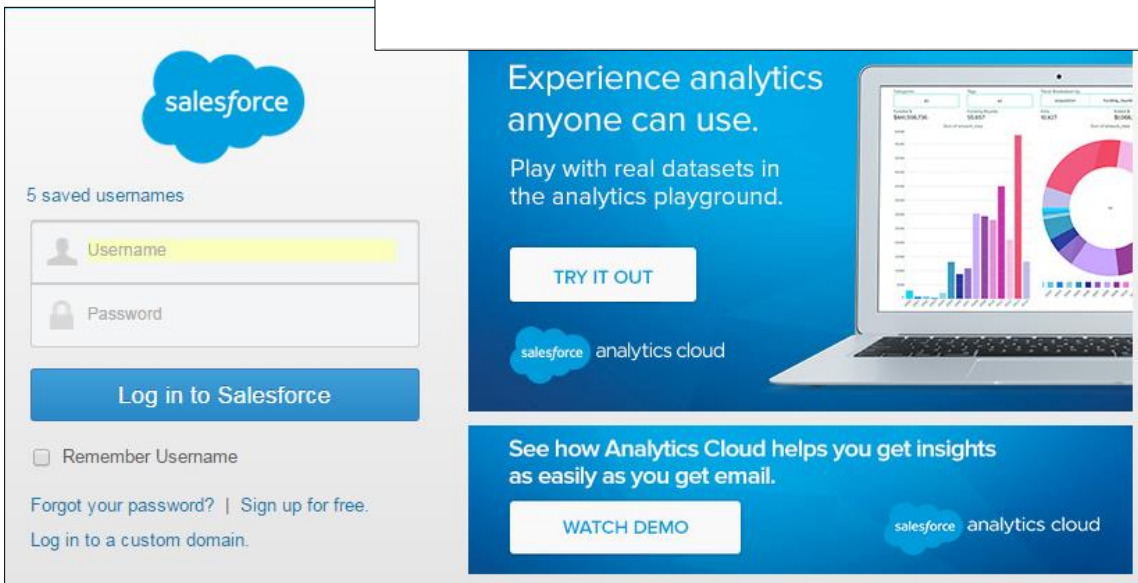 salesforce
5 saved usernames
Username
Password
Log in to Salesforce
Remember Username
Forgot your password? | Sign up for free.
Log in to a custom domain.
Experience analytics
anyone can use.
Play with real datasets in
the analytics playground.
TRY IT OUT
salesforce analytics cloud
See how Analytics Cloud helps you get insights
as easily as you get email.
WATCH DEMO
salesforce analytics cloud